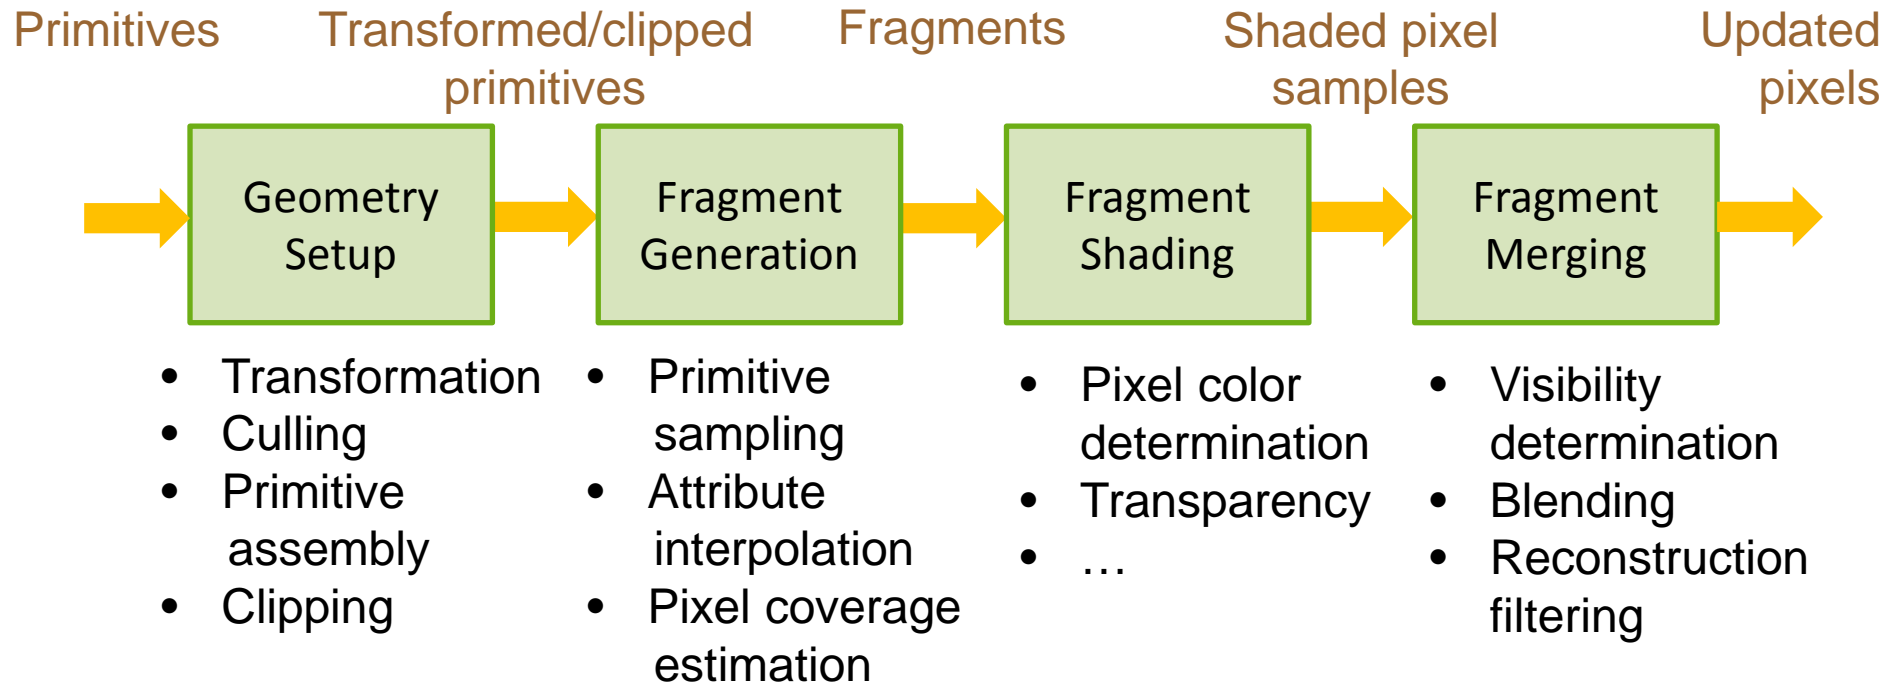 Primitives
Transformed/clipped
primitives
Fragments
Shaded pixel
samples
Updated
pixels
Geometry
Setup
Fragment
Generation
Fragment
Shading
Fragment
Merging
• Transformation
• Culling
• Primitive
assembly
• Clipping
• Primitive
sampling
• Attribute
interpolation
• Pixel coverage
estimation
• Pixel color
determination
• Transparency
• …
• Visibility
determination
• Blending
• Reconstruction
filtering